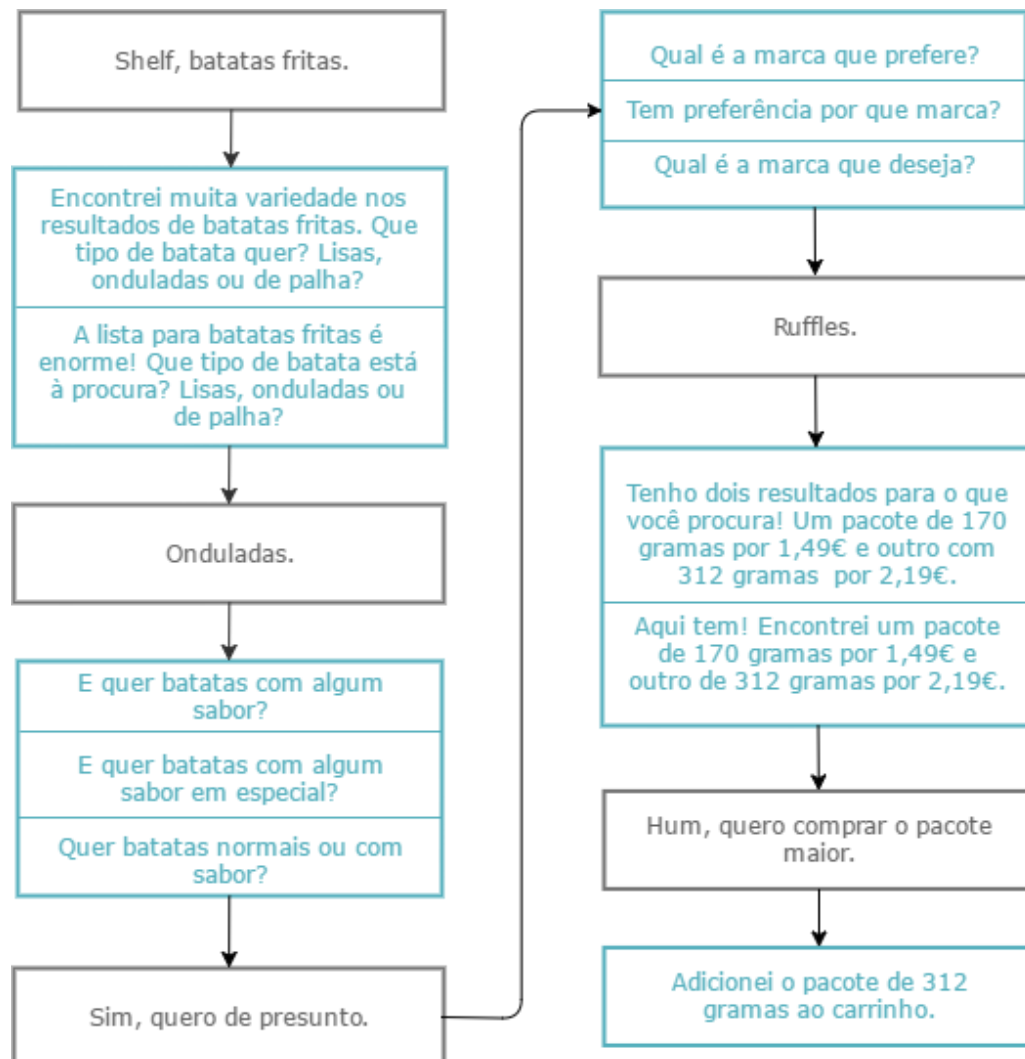 Shelf, batatas fritas.
Encontrei muita variedade nos
resultados de batatas fritas. Que
tipo de batata quer? Lisas,
onduladas ou de palha?
A lista para batatas fritas é
enorme! Que tipo de batata está
à procura? Lisas, onduladas ou
de palha?
Onduladas.
E quer batatas com algum
sabor?
E quer batatas com algum
sabor em especial?
Quer batatas normais ou com
sabor?
Sim, quero de presunto.
Qual é a marca que prefere?
Tem preferência por que marca?
Qual é a marca que deseja?
Ruffles.
Tenho dois resultados para o que
você procura! Um pacote de 170
gramas por 1,49€ e outro com
312 gramas por 2,19€.
Aqui tem! Encontrei um pacote
de 170 gramas por 1,49€ e
outro de 312 gramas por 2,19€.
Hum, quero comprar o pacote
maior.
Adicionei o pacote de 312
gramas ao carrinho.